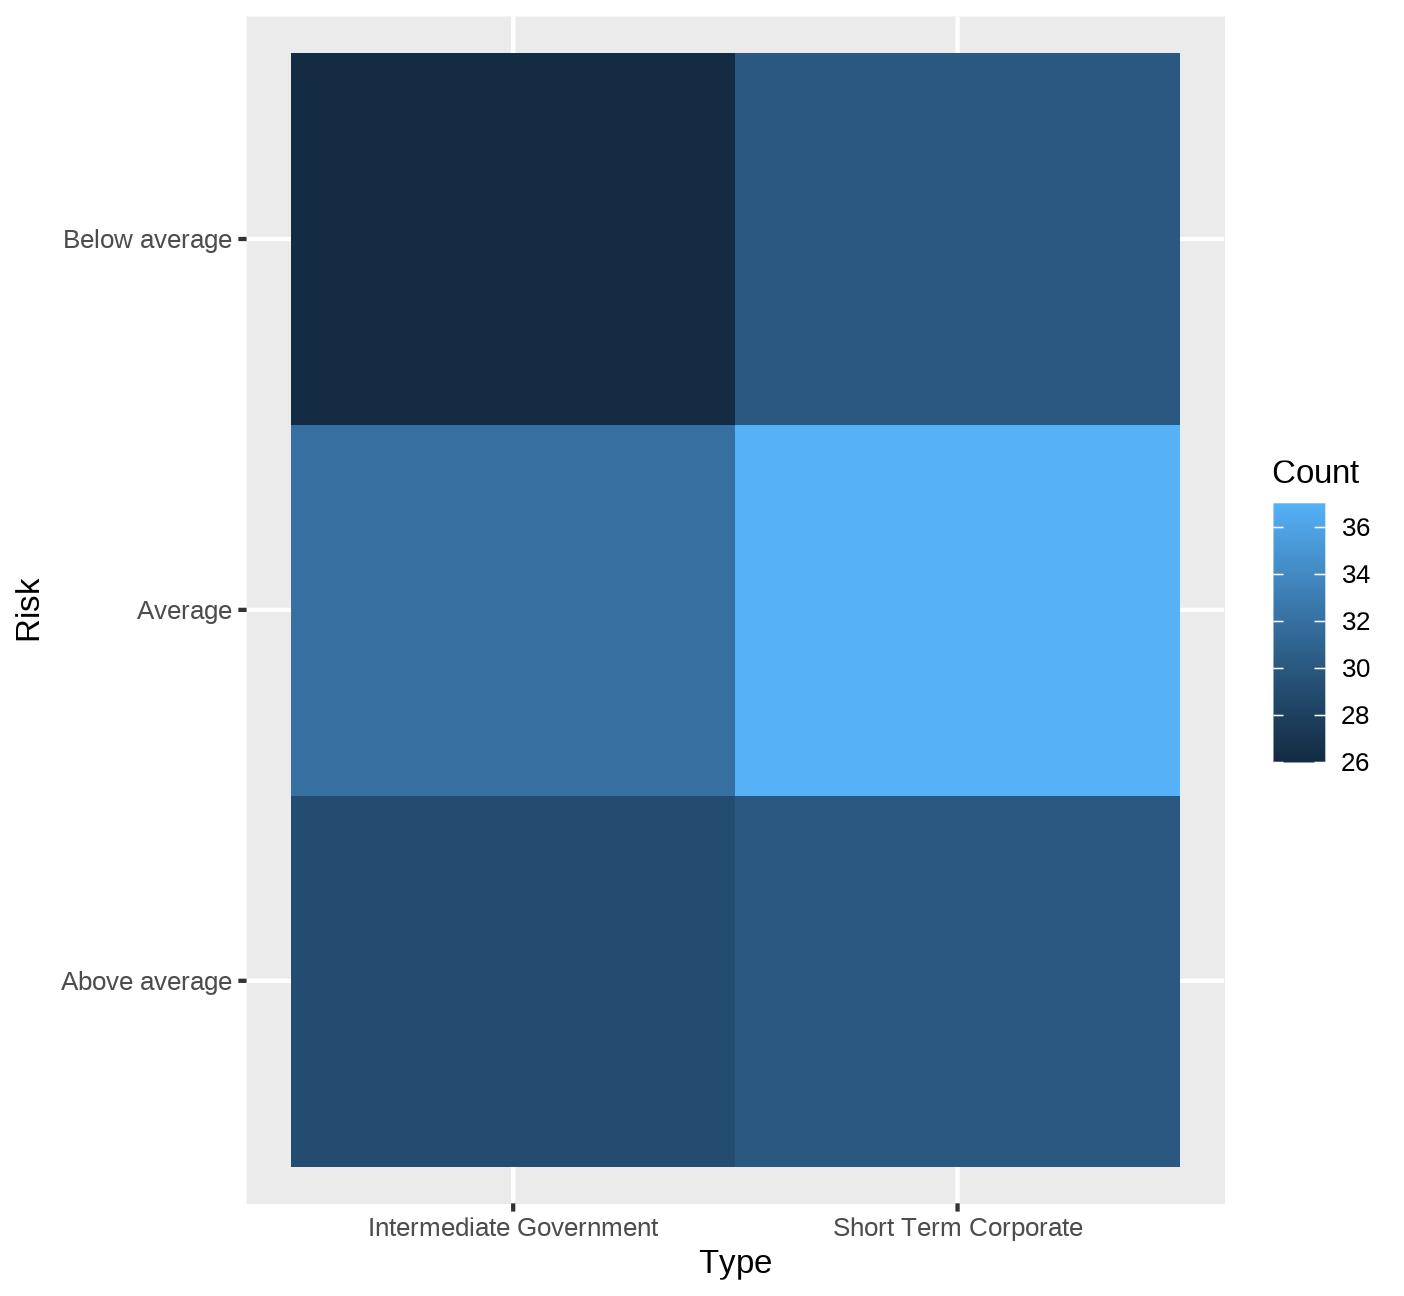 Below average
Average
Above average
Risk
Intermediate Government
Short Term Corporate
Type
Count
36
34
32
30
28
26